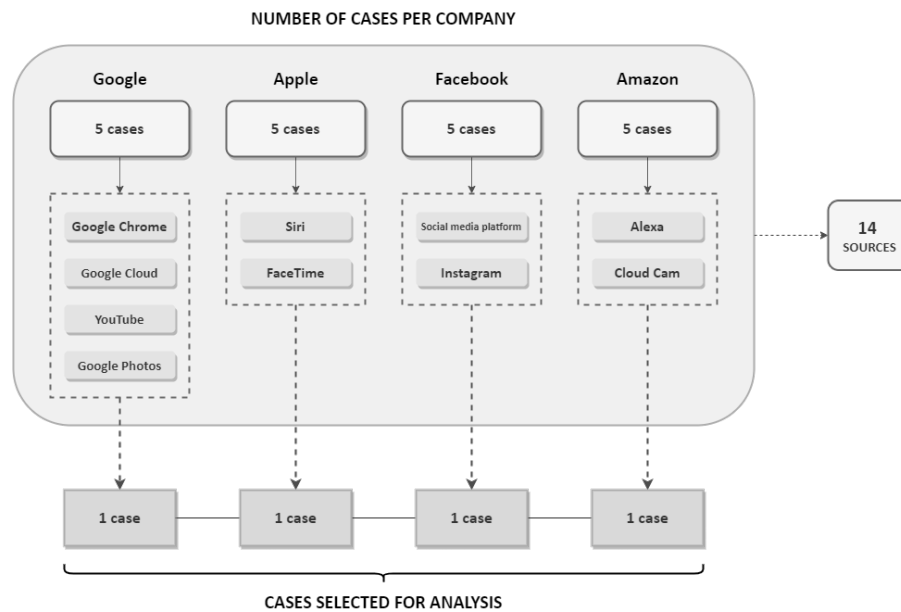 NUMBER OF CASES PER COMPANY
Google
Apple
Facebook
Amazon
5 cases
5 cases
5 cases
5 cases
Google Chrome
Siri
Social media platform
Alexa
14
SOURCES
Google Cloud
FaceTime
Instagram
Cloud Cam
YouTube
Google Photos
1 case
1 case
1 case
1 case
CASES SELECTED FOR ANALYSIS